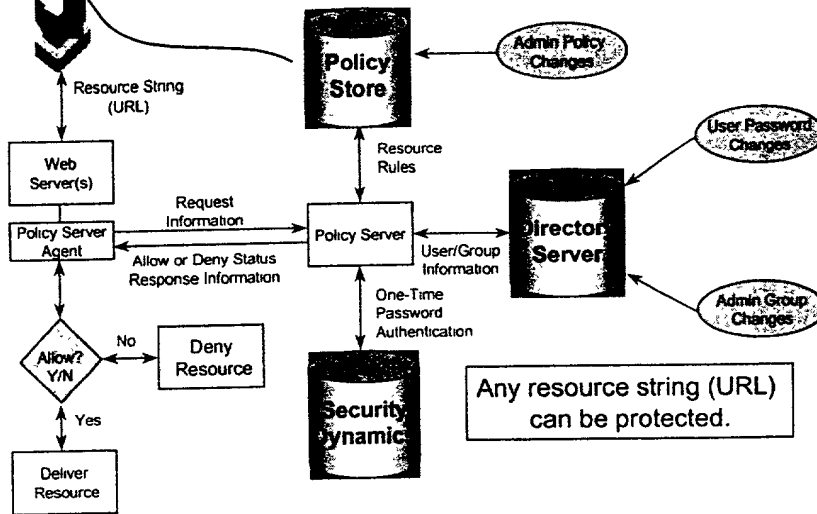 Resource String
(URL)
Web
Server(s)
Policy Server
Agent
Allow?
Y/N
No
Deny
Resource
Yes
Deliver
Resource
Request
Information
Allow or Deny Status
Response Information
Policy
Store
Admin Policy
Changes
Resource
Rules
Policy Server
User/Group
Information
Director
Server
User Password
Changes
Admin Group
Changes
One-Time
Password
Authentication
Security
Dynamic
Any resource string (URL)
can be protected.